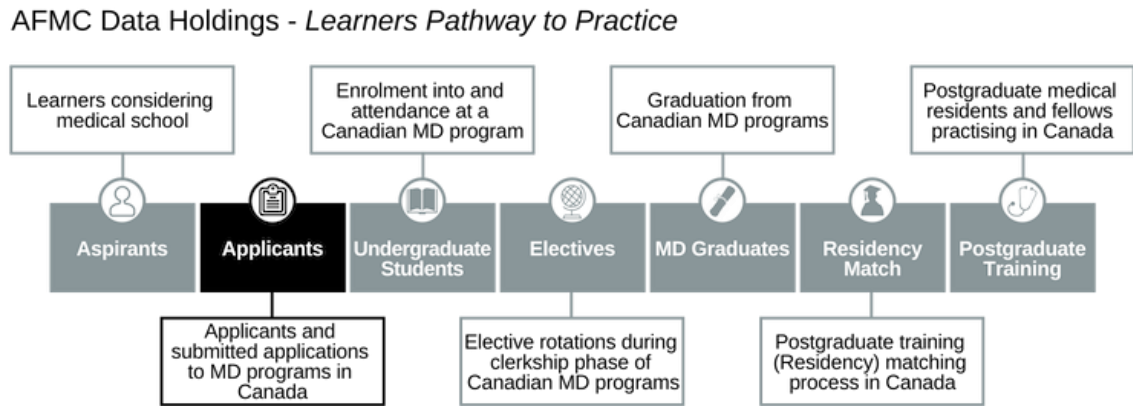 AFMC Data Holdings - Learners Pathway to Practice
Learners considering
medical school
Enrolment into and
attendance at a
Canadian MD program
Graduation from
Canadian MD programs
Postgraduate medical
residents and fellows
practising in Canada
Aspirants
Applicants
Undergraduate
Students
Electives
MD Graduates
Residency
Match
Postgraduate
Training
Applicants and
submitted applications
to MD programs in
Canada
Elective rotations during
clerkship phase of
Canadian MD programs
Postgraduate training
(Residency) matching
process in Canada